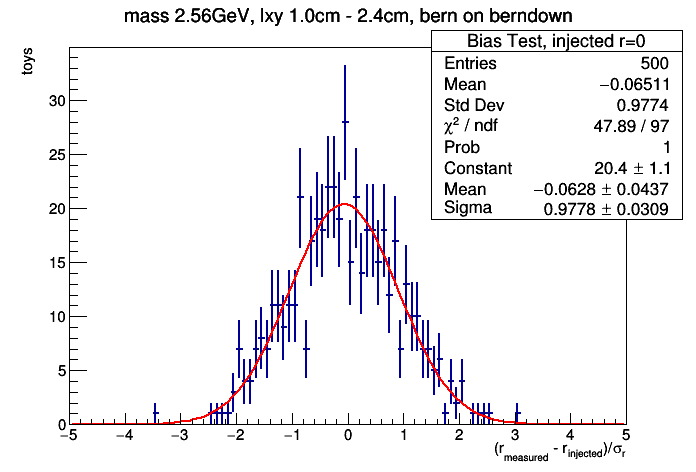 mass 2.56GeV, lxy 1.0cm - 2.4cm, bern on berndown
Bias Test, injected r=0
Entries 500
Mean −0.06511
Std Dev 0.9774
χ² / ndf 47.89 / 97
Prob 1
Constant 20.4 ± 1.1
Mean −0.0628 ± 0.0437
Sigma 0.9778 ± 0.0309
toys
30
25
20
15
10
5
0
−5 −4 −3 −2 −1 0 1 2 3 4 5
(r_measured - r_injected)/σ_r